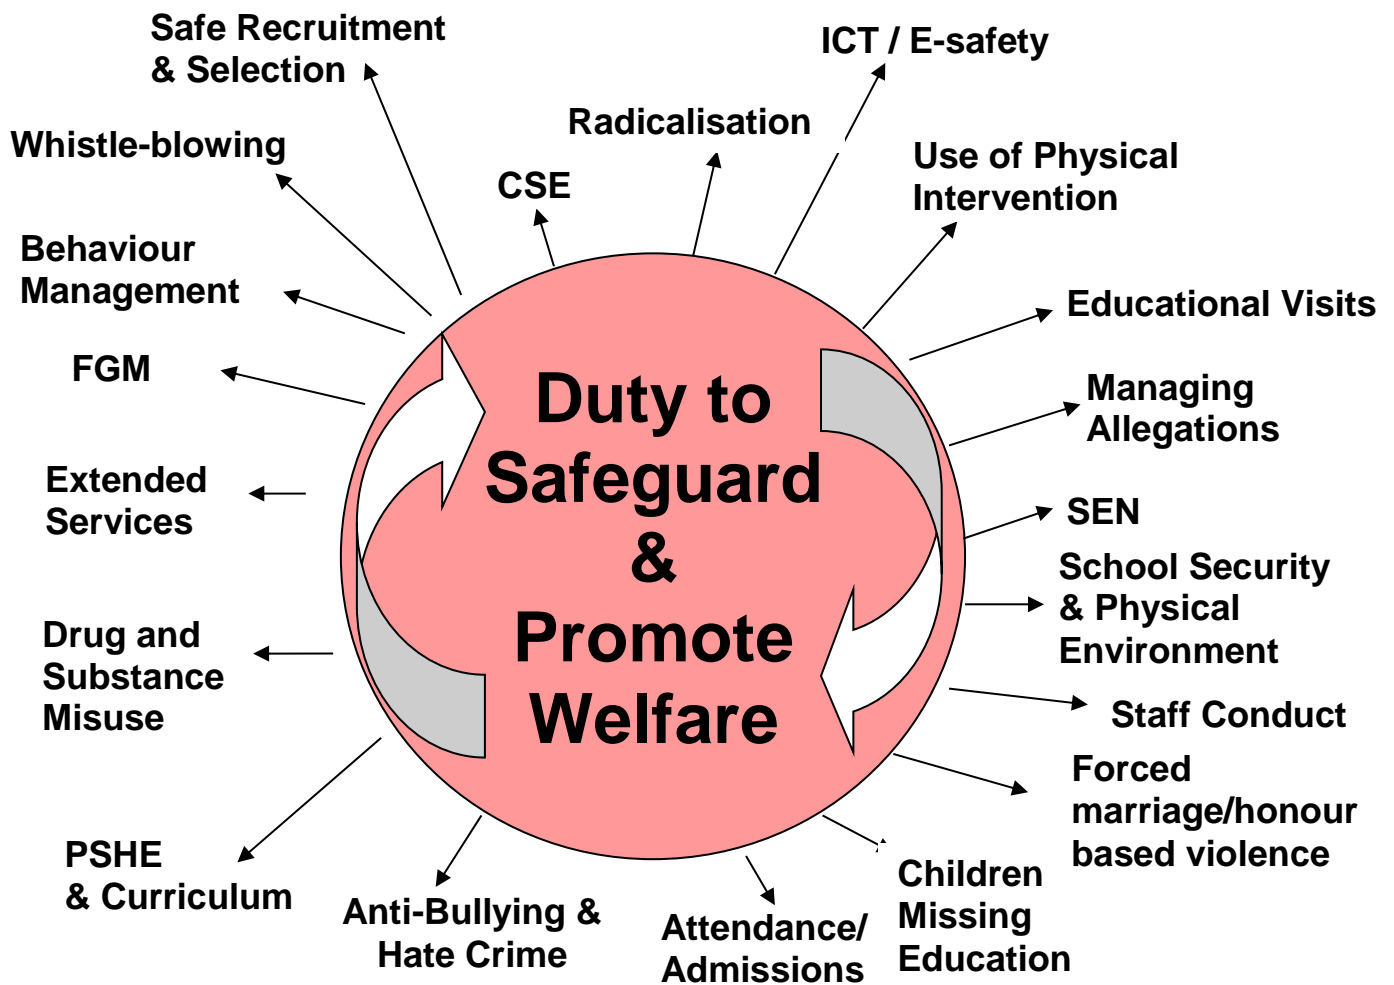 Safe Recruitment
& Selection
ICT / E-safety
Radicalisation
Whistle-blowing
Use of Physical
Intervention
CSE
Behaviour
Management
Educational Visits
FGM
Managing
Allegations
Duty to
Safeguard
&
Promote
Welfare
Extended
Services
SEN
School Security
& Physical
Environment
Drug and
Substance
Misuse
Staff Conduct
Forced
marriage/honour
based violence
PSHE
& Curriculum
Anti-Bullying &
Hate Crime
Attendance/
Admissions
Children
Missing
Education